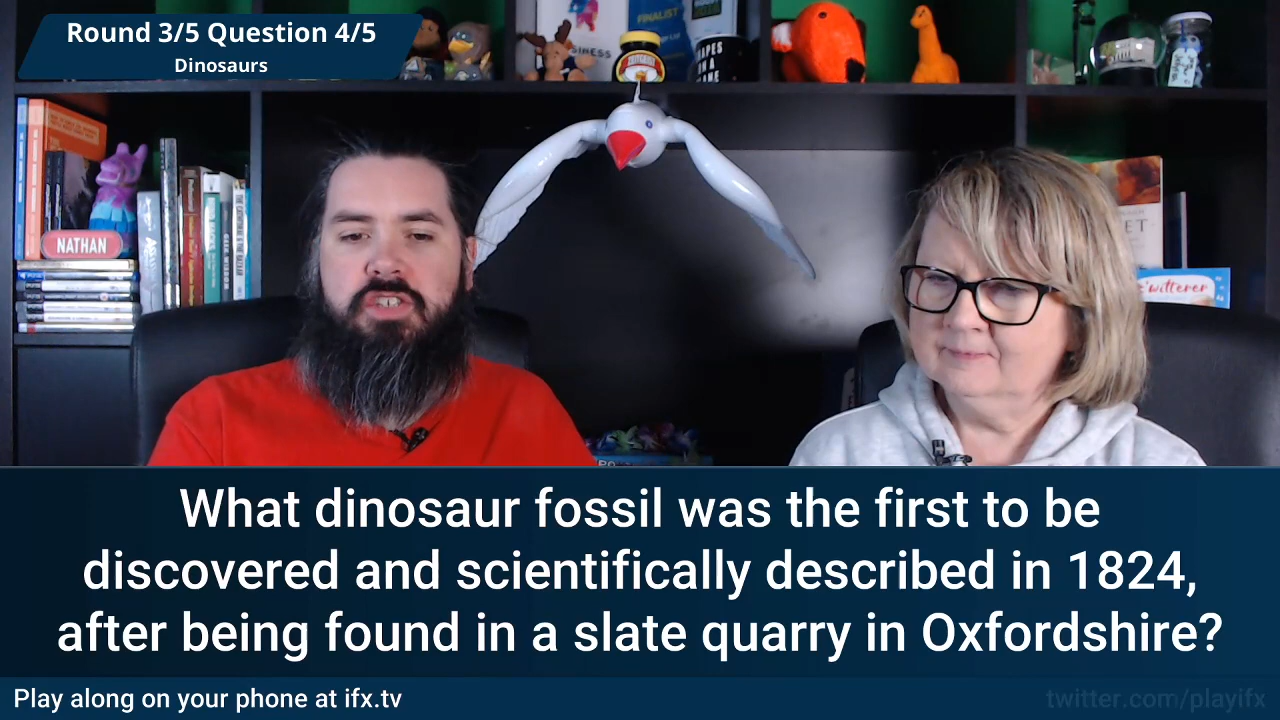 Round 3/5 Question 4/5
Dinosaurs
FINALIST
NATHAN
What dinosaur fossil was the first to be
discovered and scientifically described in 1824,
after being found in a slate quarry in Oxfordshire?
Play along on your phone at ifx.tv
twitter.com/playifx